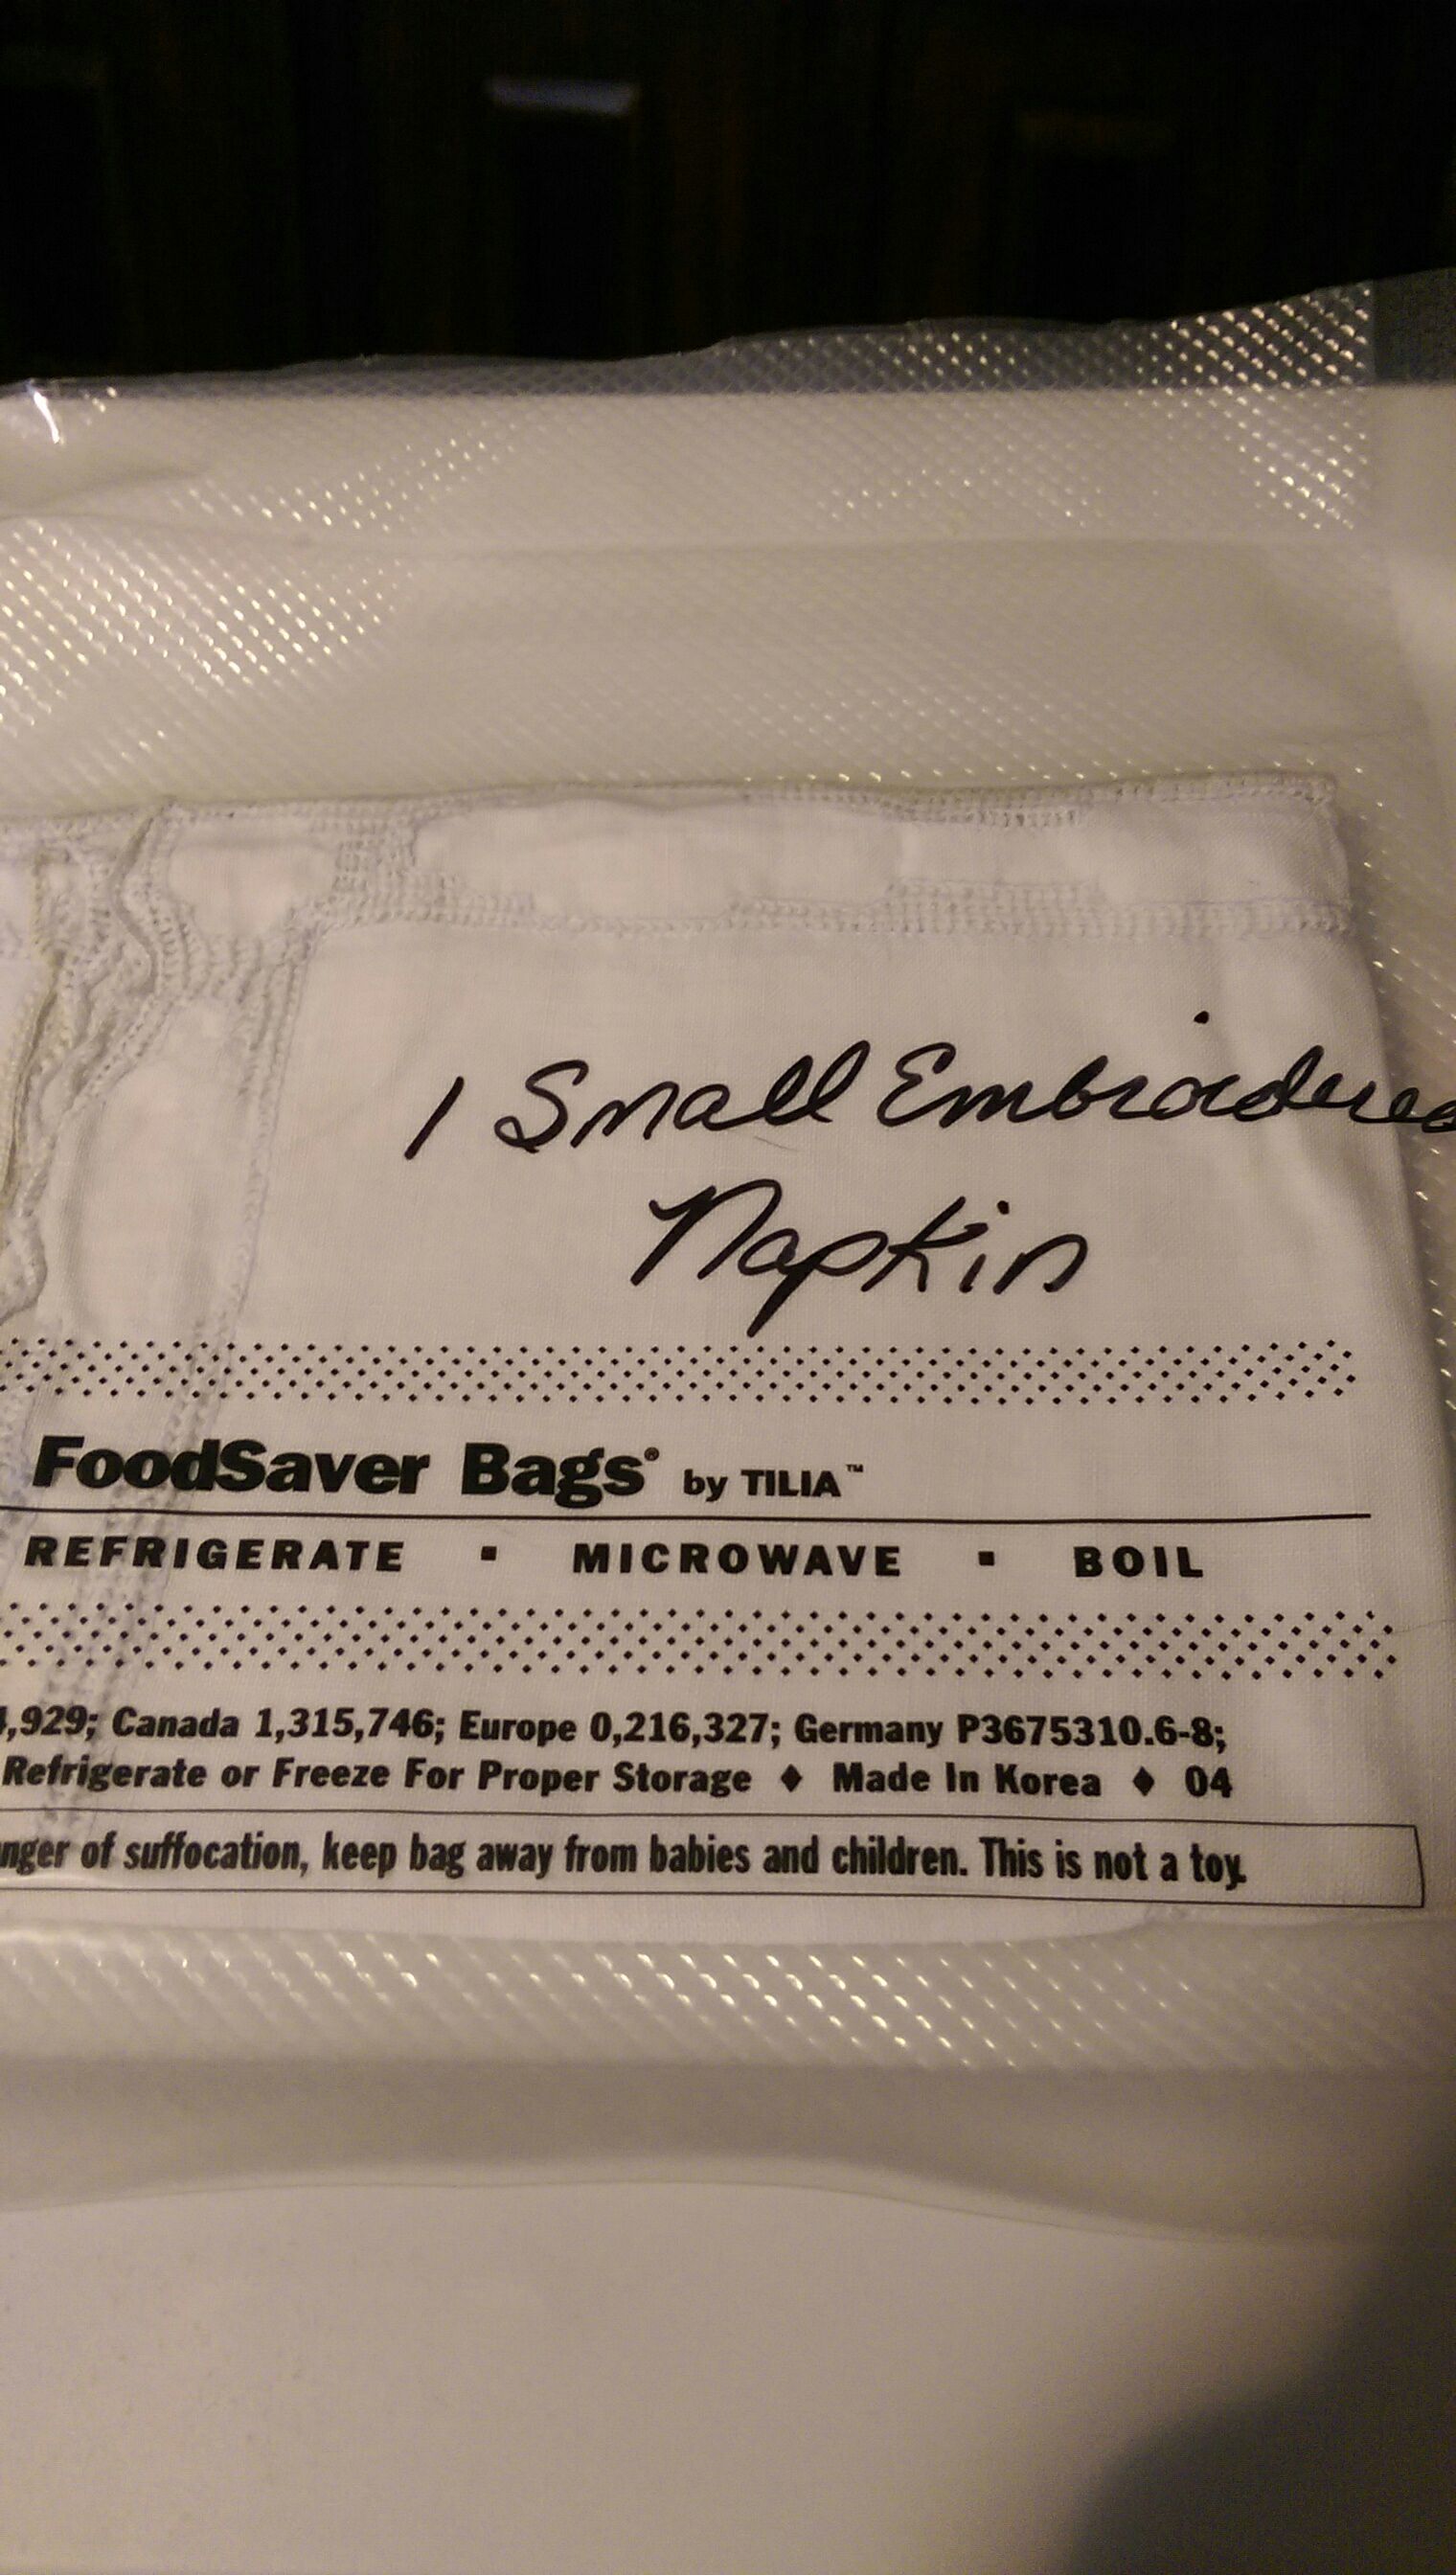 1 Small Embroidered
Napkin
FoodSaver Bags® by TILIA™
REFRIGERATE ▪ MICROWAVE ▪ BOIL
,929; Canada 1,315,746; Europe 0,216,327; Germany P3675310.6-8;
Refrigerate or Freeze For Proper Storage ♦ Made In Korea ♦ 04
nger of suffocation, keep bag away from babies and children. This is not a toy.